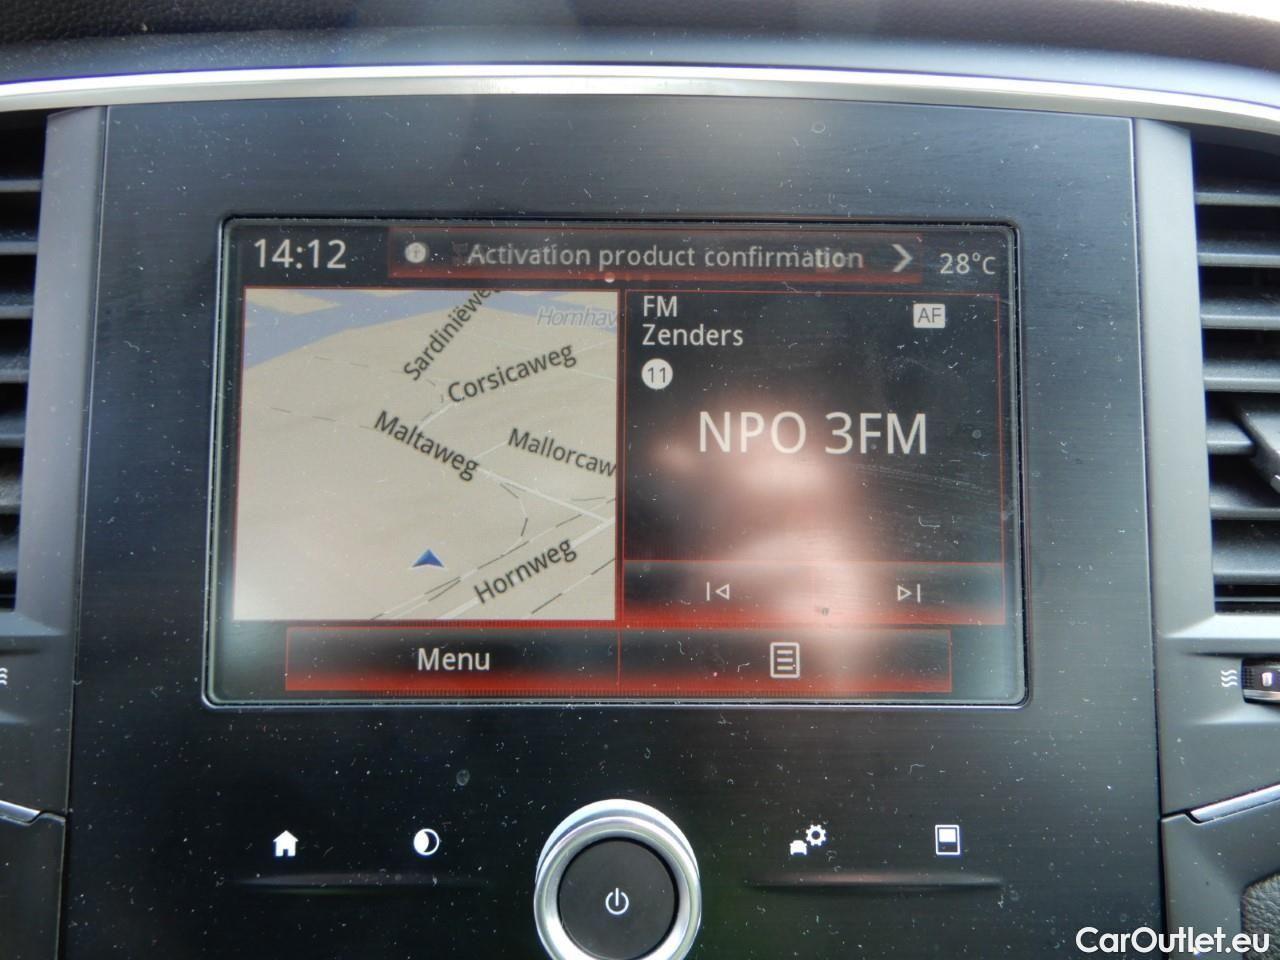 14:12
Activation product confirmation
28°C
Sardiniëweg
Hornhav
Corsicaweg
Maltaweg
Mallorcaw
Hornweg
FM
AF
Zenders
11
NPO 3FM
Menu
CarOutlet.eu